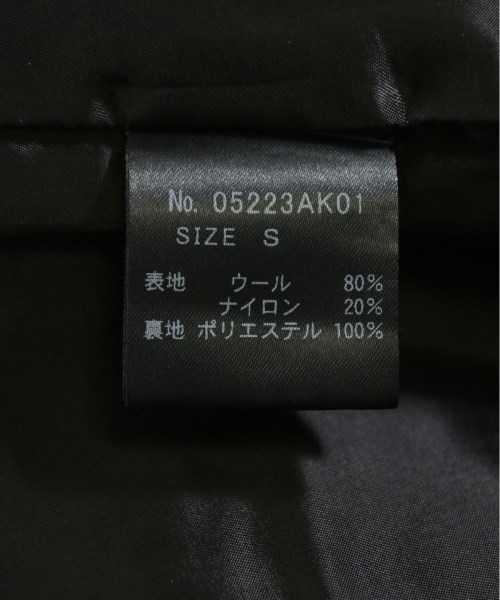 No. 05223AK01
SIZE S
表地 ウール 80%
ナイロン 20%
裏地 ポリエステル 100%